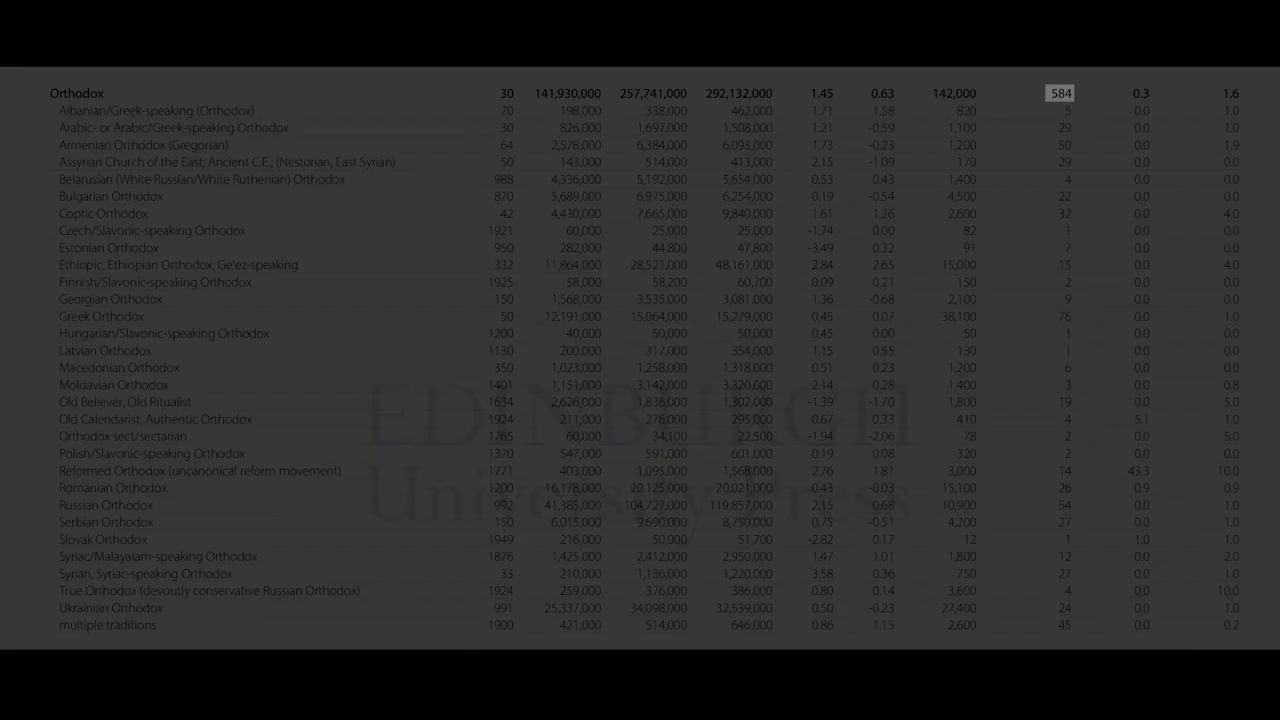 Orthodox 30 141,930,000 257,741,000 292,132,000 1.45 0.63 142,000 584 0.3 1.6
Albanian/Greek-speaking (Orthodox) 70 198,000 338,000 462,000 1.71 1.58 820 5 0.0 1.0
Arabic- or Arabic/Greek-speaking Orthodox 30 826,000 1,697,000 1,508,000 1.21 -0.59 1,100 29 0.0 1.0
Armenian Orthodox (Gregorian) 64 2,578,000 6,384,000 6,093,000 1.73 -0.23 1,200 50 0.0 1.9
Assyrian Church of the East; Ancient C.E.; (Nestorian, East Syrian) 50 143,000 514,000 413,000 2.15 -1.09 170 29 0.0 1.0
Belarusian (White Russian/White Ruthenian) Orthodox 988 4,336,000 5,192,000 5,654,000 0.53 0.43 1,400 4 0.0 0.0
Bulgarian Orthodox 870 5,689,000 6,975,000 6,254,000 0.19 -0.54 4,500 22 0.0 0.0
Coptic Orthodox 42 4,430,000 7,665,000 9,840,000 1.61 1.26 2,600 32 0.0 4.0
Czech/Slavonic-speaking Orthodox 1921 60,000 25,000 25,000 -1.74 0.00 82 1 0.0 0.0
Estonian Orthodox 950 282,000 44,800 47,800 -3.49 0.32 91 7 0.0 0.0
Ethiopic, Ethiopian Orthodox, Ge'ez-speaking 332 11,864,000 28,521,000 48,161,000 2.84 2.65 15,000 15 0.0 4.0
Finnish/Slavonic-speaking Orthodox 1925 58,000 58,200 60,700 0.09 0.21 150 2 0.0 0.0
Georgian Orthodox 150 1,568,000 3,535,000 3,081,000 1.36 -0.68 2,100 9 0.0 0.0
Greek Orthodox 50 12,191,000 15,064,000 15,279,000 0.45 0.07 38,100 76 0.0 1.0
Hungarian/Slavonic-speaking Orthodox 1200 40,000 50,000 50,000 0.45 0.00 50 1 0.0 0.0
Latvian Orthodox 1130 200,000 317,000 354,000 1.15 0.55 130 1 0.0 0.0
Macedonian Orthodox 350 1,023,000 1,258,000 1,318,000 0.51 0.23 1,200 6 0.0 0.0
Moldavian Orthodox 1401 1,151,000 3,142,000 3,320,000 2.14 0.28 1,400 3 0.0 0.8
Old Believer, Old Ritualist 1634 2,626,000 1,836,000 1,302,000 -1.39 -1.70 1,800 19 0.0 5.0
Old Calendarist, Authentic Orthodox 1924 211,000 276,000 295,000 0.67 0.33 410 4 5.1 1.0
Orthodox sect/sectarian 1765 60,000 34,100 22,500 -1.94 -2.06 78 2 0.0 5.0
Polish/Slavonic-speaking Orthodox 1370 547,000 591,000 601,000 0.19 0.08 320 2 0.0 0.0
Reformed Orthodox (uncanonical reform movement) 1771 403,000 1,095,000 1,568,000 2.76 1.81 3,000 14 43.3 10.0
Romanian Orthodox 1200 16,178,000 20,125,000 20,021,000 0.43 -0.03 15,100 26 0.9 0.9
Russian Orthodox 992 41,385,000 104,727,000 119,857,000 2.15 0.68 10,900 54 0.0 1.0
Serbian Orthodox 150 6,015,000 9,690,000 8,750,000 0.75 -0.51 4,200 27 0.0 1.0
Slovak Orthodox 1949 216,000 50,000 51,700 -2.82 0.17 12 1 1.0 1.0
Syriac/Malayalam-speaking Orthodox 1876 1,425,000 2,412,000 2,950,000 1.47 1.01 1,800 12 0.0 2.0
Syrian, Syriac-speaking Orthodox 33 210,000 1,136,000 1,220,000 3.58 0.36 750 27 0.0 1.0
True Orthodox (devoutly conservative Russian Orthodox) 1924 259,000 376,000 386,000 0.80 0.14 3,600 4 0.0 10.0
Ukrainian Orthodox 991 25,337,000 34,098,000 32,539,000 0.50 -0.23 27,400 24 0.0 1.0
multiple traditions 1900 421,000 514,000 646,000 0.86 1.15 2,600 45 0.0 0.2
EDINBURGH
University Press